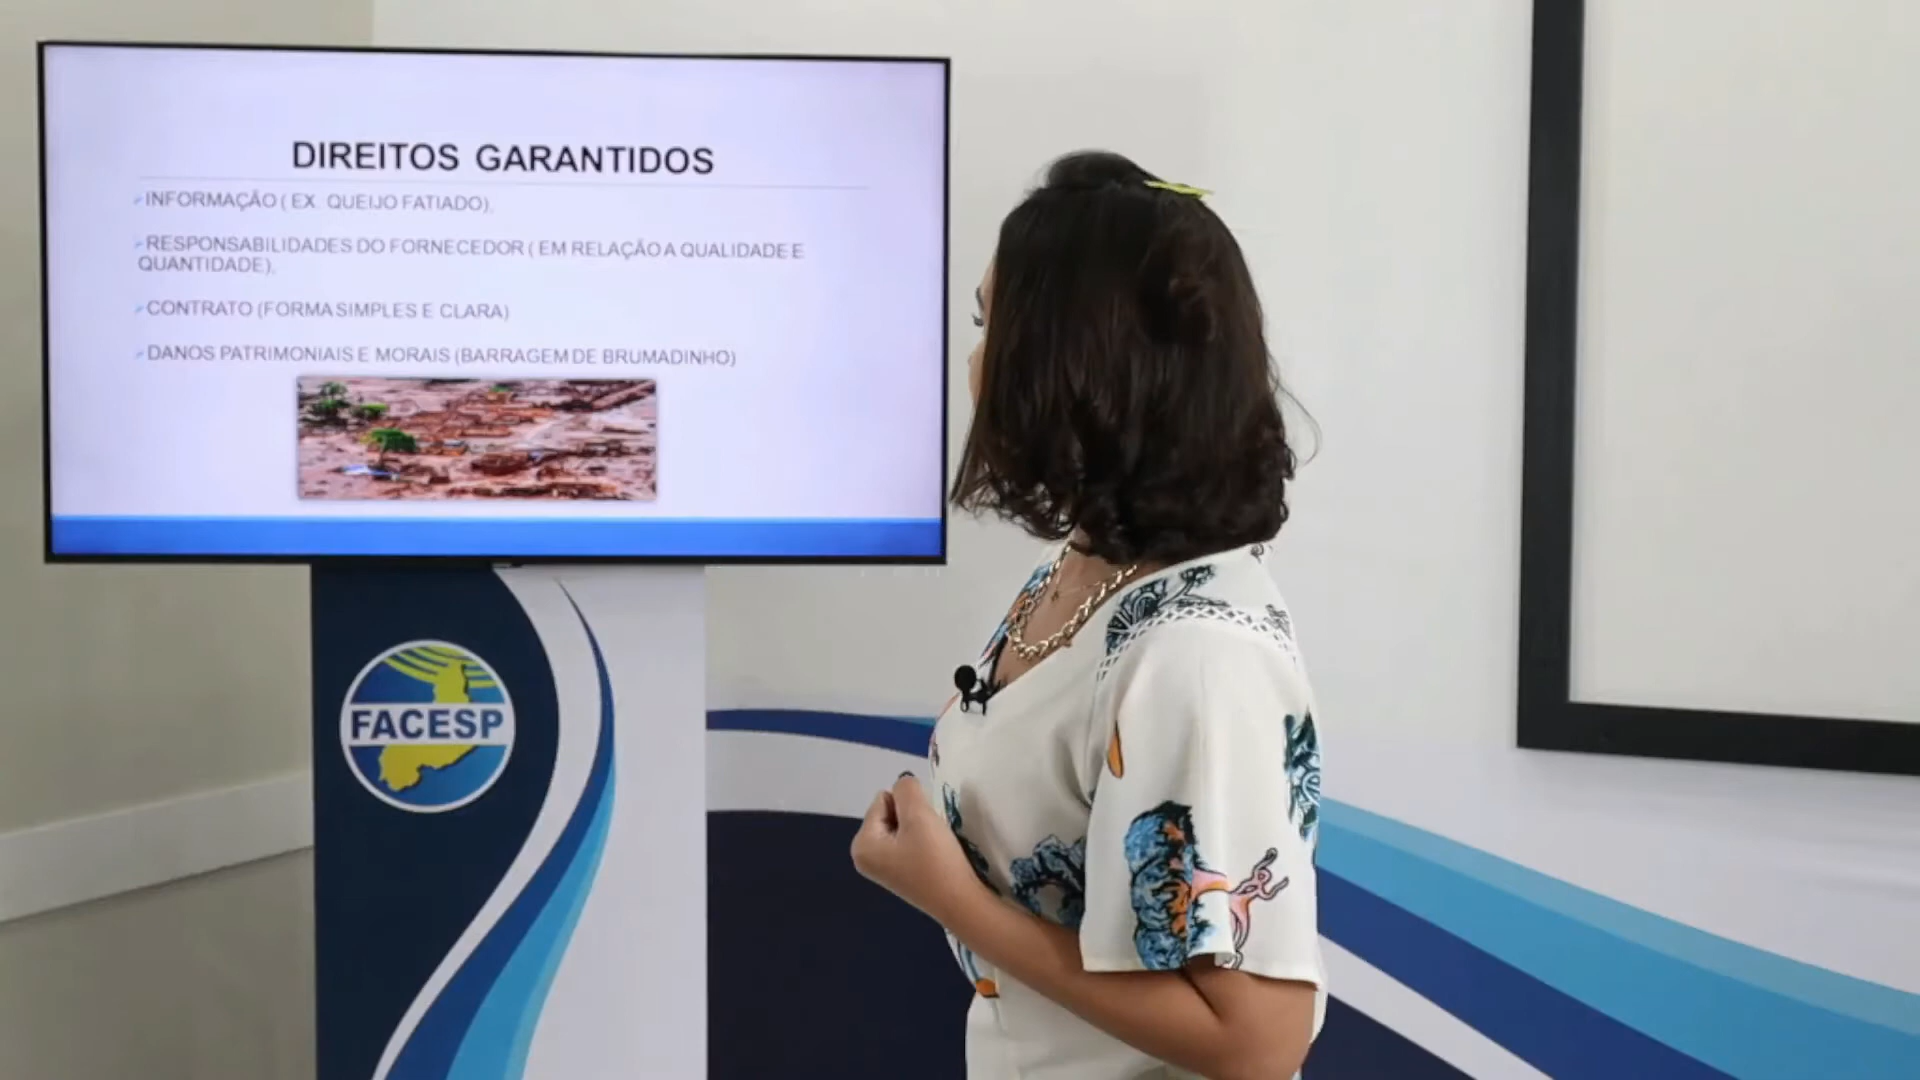 DIREITOS GARANTIDOS
INFORMAÇÃO ( EX QUEIJO FATIADO),
RESPONSABILIDADES DO FORNECEDOR ( EM RELAÇÃO A QUALIDADE E
QUANTIDADE),
CONTRATO (FORMA SIMPLES E CLARA)
DANOS PATRIMONIAIS E MORAIS (BARRAGEM DE BRUMADINHO)
FACESP